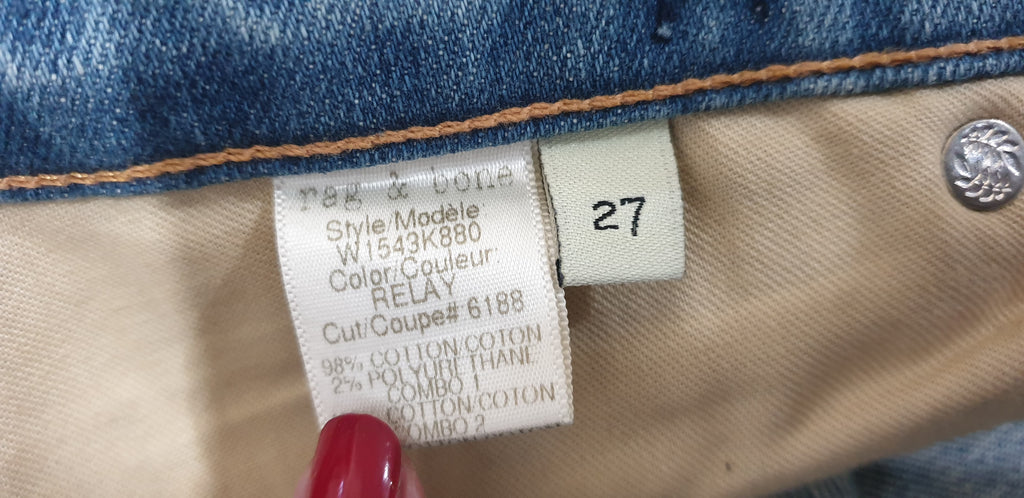 rag & bone
Style/Modèle
W1543K880
Color/Couleur
RELAY
Cut/Coupe# 6188
98% COTTON/COTON
2% POLYURETHANE
COMBO 1
COTTON/COTON
COMBO 2
27